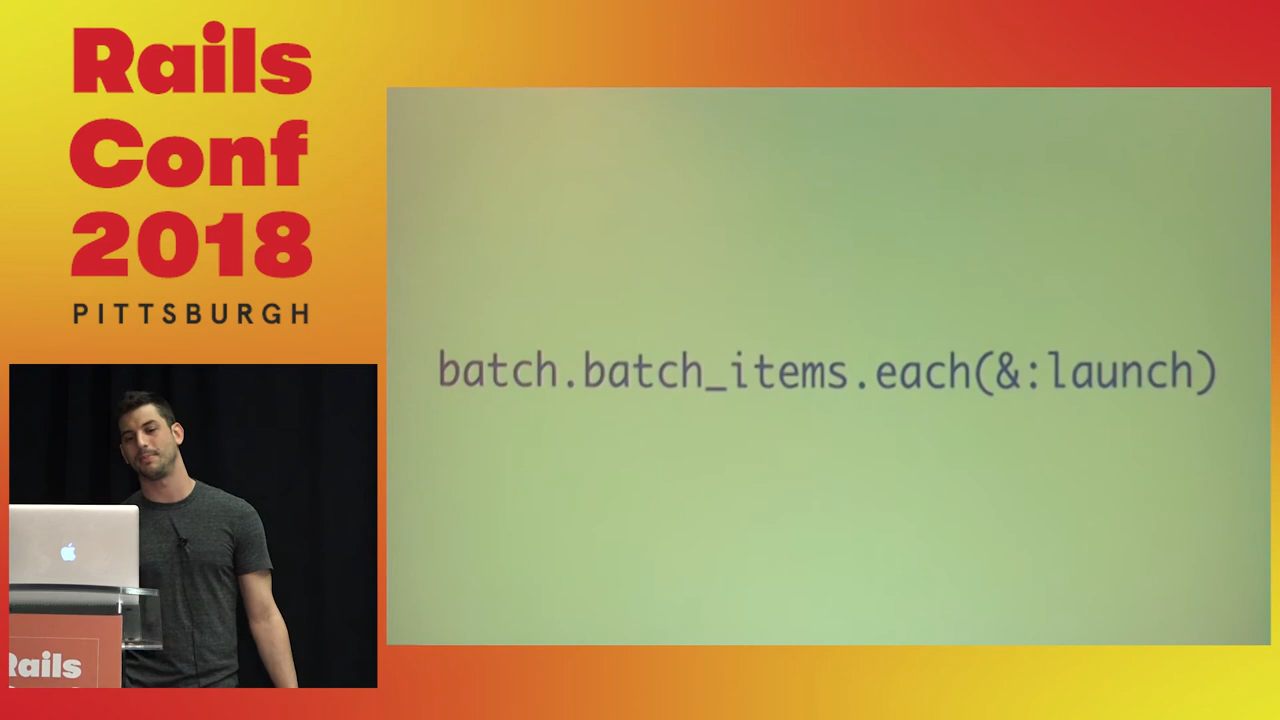 Rails
Conf
2018
PITTSBURGH
batch.batch_items.each(&:launch)
Rails